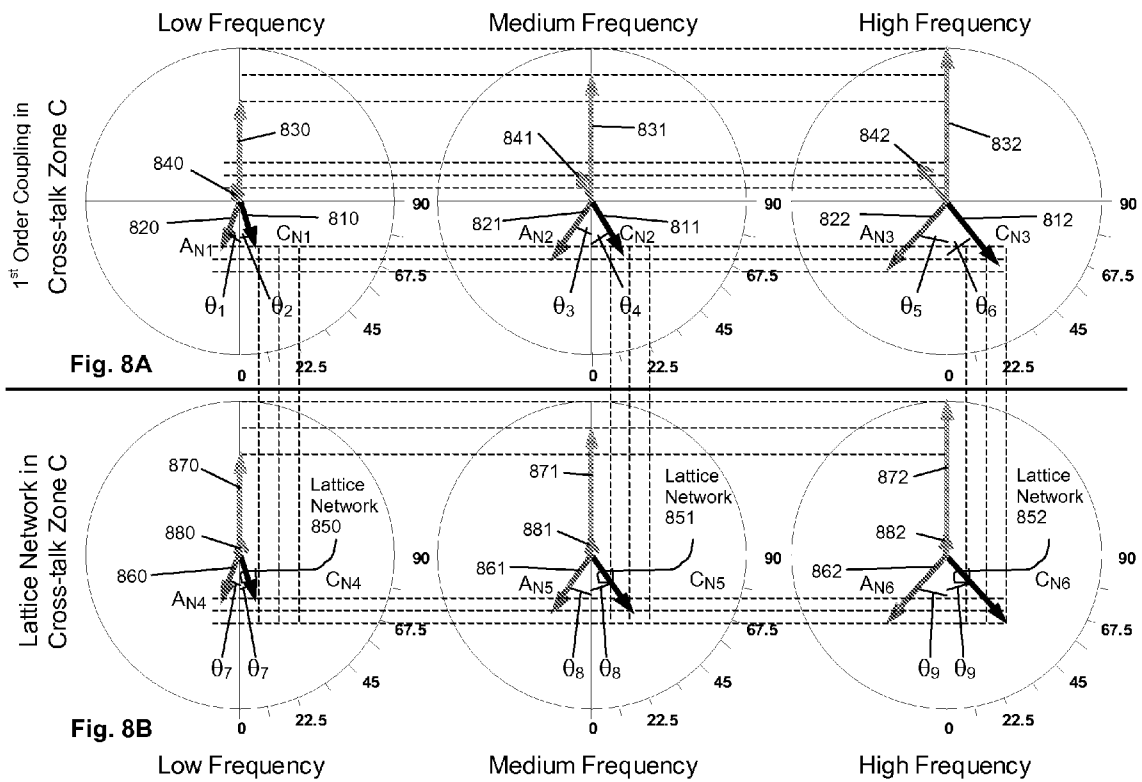 Low Frequency Medium Frequency High Frequency
1st Order Coupling in
Cross-talk Zone C
830
840
820
810
AN1
CN1
θ1
θ2
90
67.5
45
22.5
0
831
841
821
811
AN2
CN2
θ3
θ4
90
67.5
45
22.5
0
832
842
822
812
AN3
CN3
θ5
θ6
90
67.5
45
22.5
0
Fig. 8A
Lattice Network in
Cross-talk Zone C
870
880
860
Lattice
Network
850
AN4
CN4
θ7
θ7
90
67.5
45
22.5
0
871
881
861
Lattice
Network
851
AN5
CN5
θ8
θ8
90
67.5
45
22.5
0
872
882
862
Lattice
Network
852
AN6
CN6
θ9
θ9
90
67.5
45
22.5
0
Fig. 8B
Low Frequency Medium Frequency High Frequency